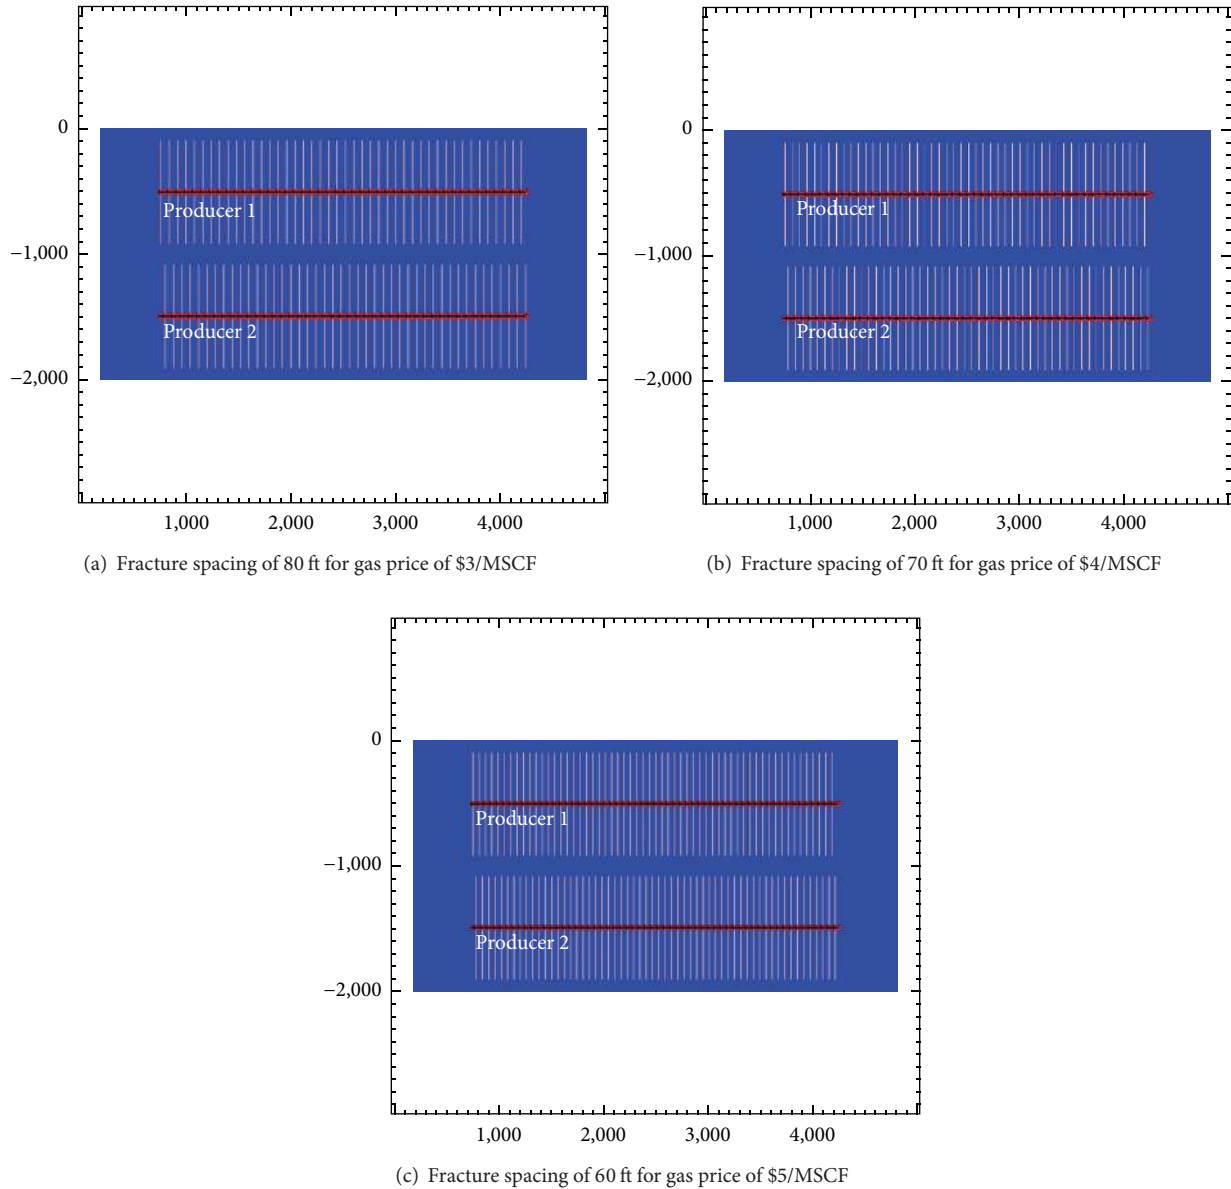 0
Producer 1
−1,000
Producer 2
−2,000
1,000 2,000 3,000 4,000
(a) Fracture spacing of 80 ft for gas price of $3/MSCF
0
Producer 1
−1,000
Producer 2
−2,000
1,000 2,000 3,000 4,000
(b) Fracture spacing of 70 ft for gas price of $4/MSCF
0
Producer 1
−1,000
Producer 2
−2,000
1,000 2,000 3,000 4,000
(c) Fracture spacing of 60 ft for gas price of $5/MSCF